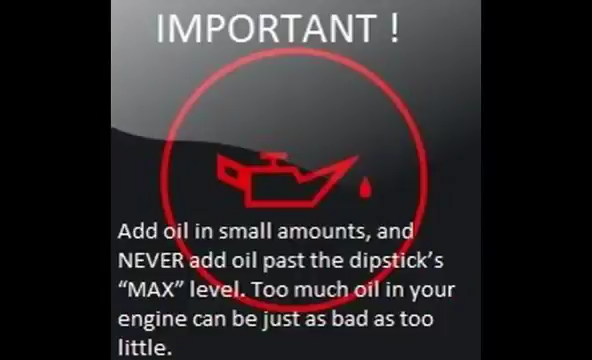 IMPORTANT !
Add oil in small amounts, and
NEVER add oil past the dipstick's
“MAX” level. Too much oil in your
engine can be just as bad as too
little.